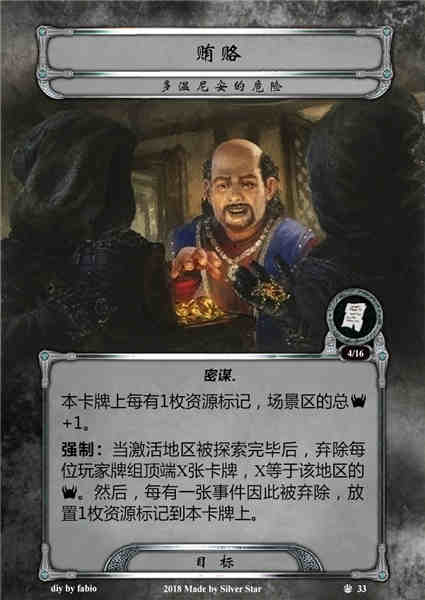 贿赂
多温尼安的危险
4/16
密谋.
本卡牌上每有1枚资源标记，场景区的总
+1。
强制：当激活地区被探索完毕后，弃除每
位玩家牌组顶端X张卡牌，X等于该地区的
。然后，每有一张事件因此被弃除，放
置1枚资源标记到本卡牌上。
目标
diy by fabio 2018 Made by Silver Star 33